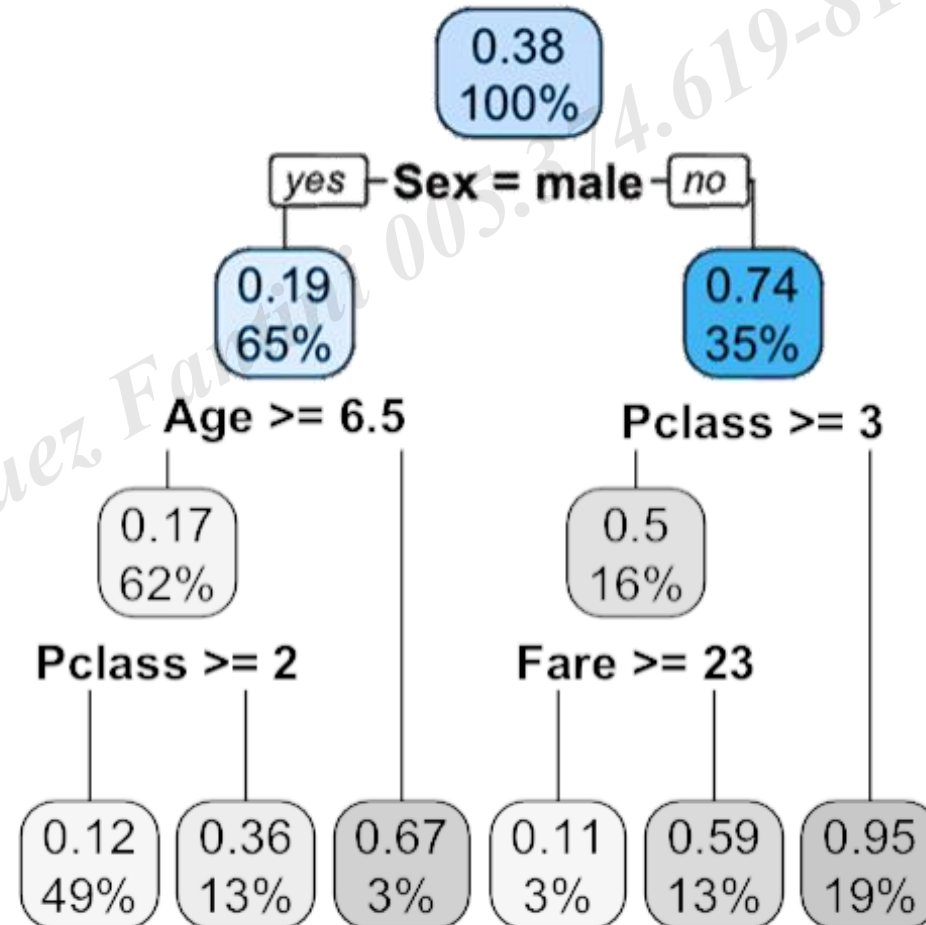 0.38
100%
yes Sex = male no
0.19 0.74
65% 35%
Age >= 6.5 Pclass >= 3
0.17 0.5
62% 16%
Pclass >= 2 Fare >= 23
0.12 0.36 0.67 0.11 0.59 0.95
49% 13% 3% 3% 13% 19%